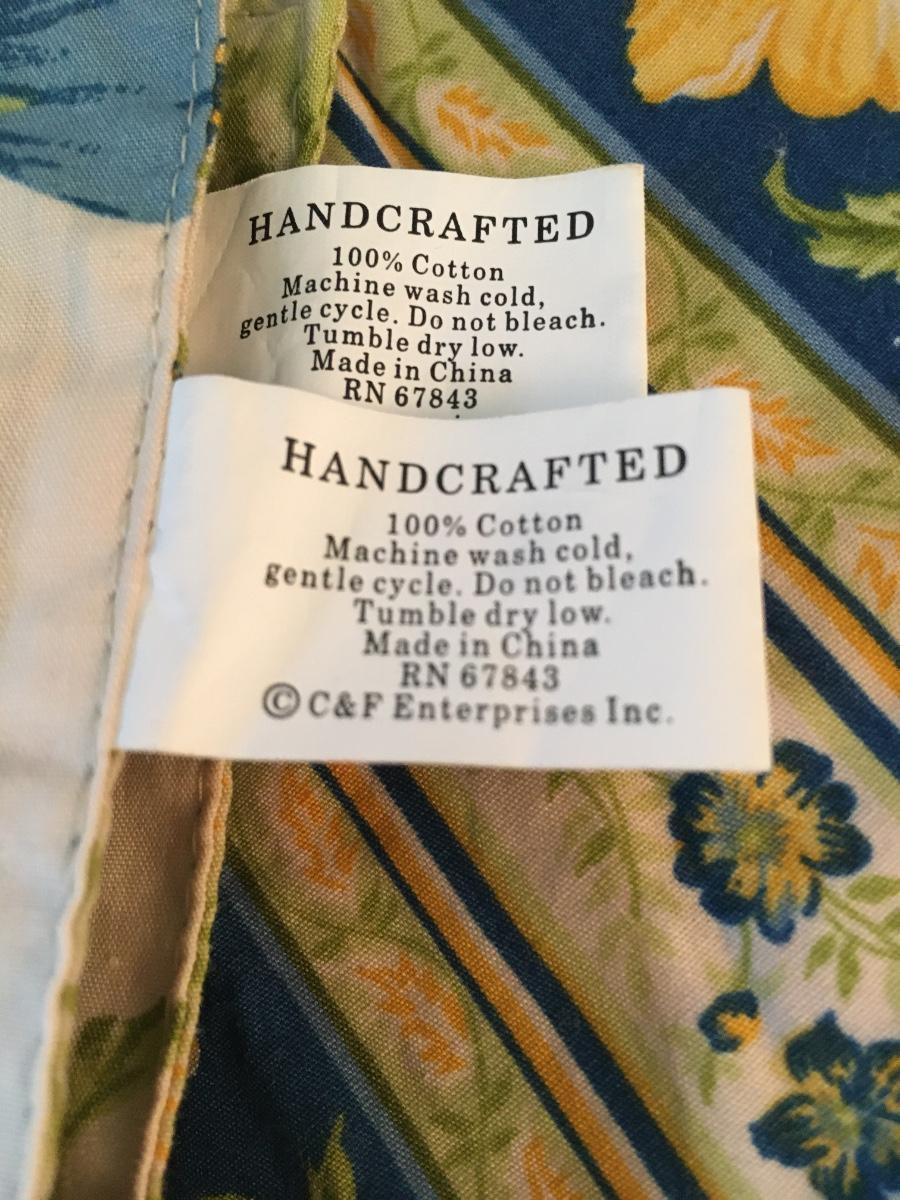 HANDCRAFTED
100% Cotton
Machine wash cold,
gentle cycle. Do not bleach.
Tumble dry low.
Made in China
RN 67843
HANDCRAFTED
100% Cotton
Machine wash cold,
gentle cycle. Do not bleach.
Tumble dry low.
Made in China
RN 67843
© C&F Enterprises Inc.